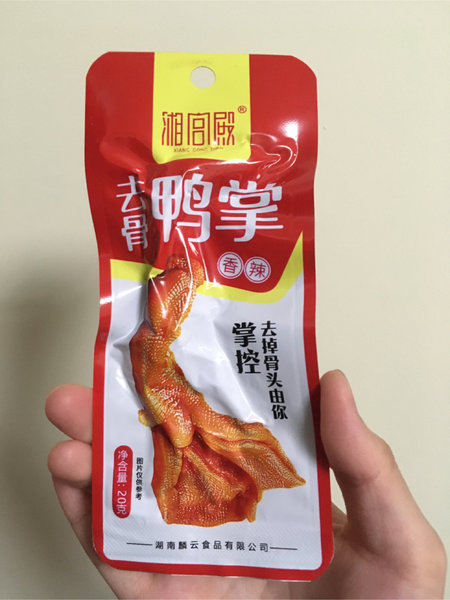 湘宫殿®
XIANG GONG DIAN
去骨鸭掌
香辣
去掉骨头由你
掌控
图片仅供参考
净含量：20克
湖南麟云食品有限公司